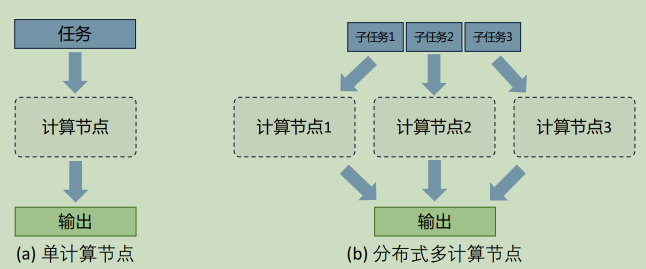 任务
子任务1 子任务2 子任务3
计算节点
计算节点1 计算节点2 计算节点3
输出
输出
(a) 单计算节点
(b) 分布式多计算节点